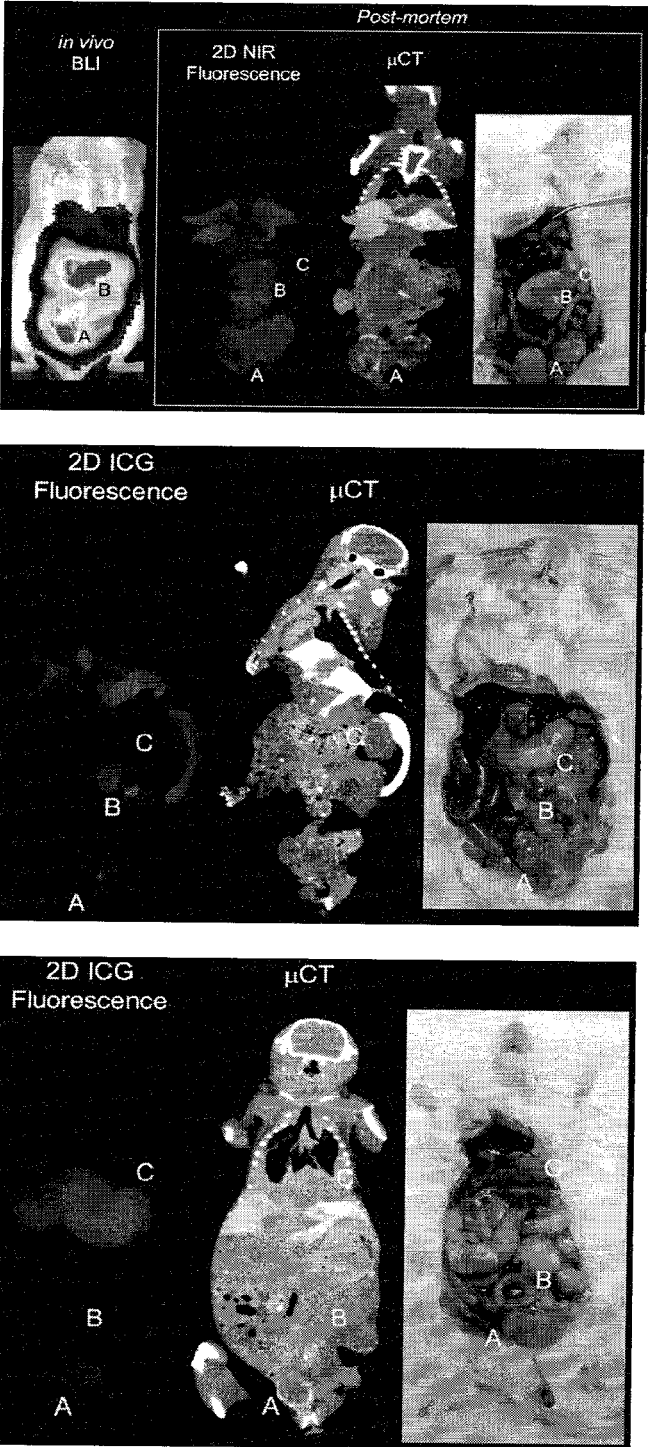 Post-mortem
in vivo
BLI
2D NIR
Fluorescence
μCT
B
A
C
B
A
A
C
B
A
2D ICG
Fluorescence
μCT
C
B
A
C
C
B
A
2D ICG
Fluorescence
μCT
C
B
A
C
B
A
C
B
A